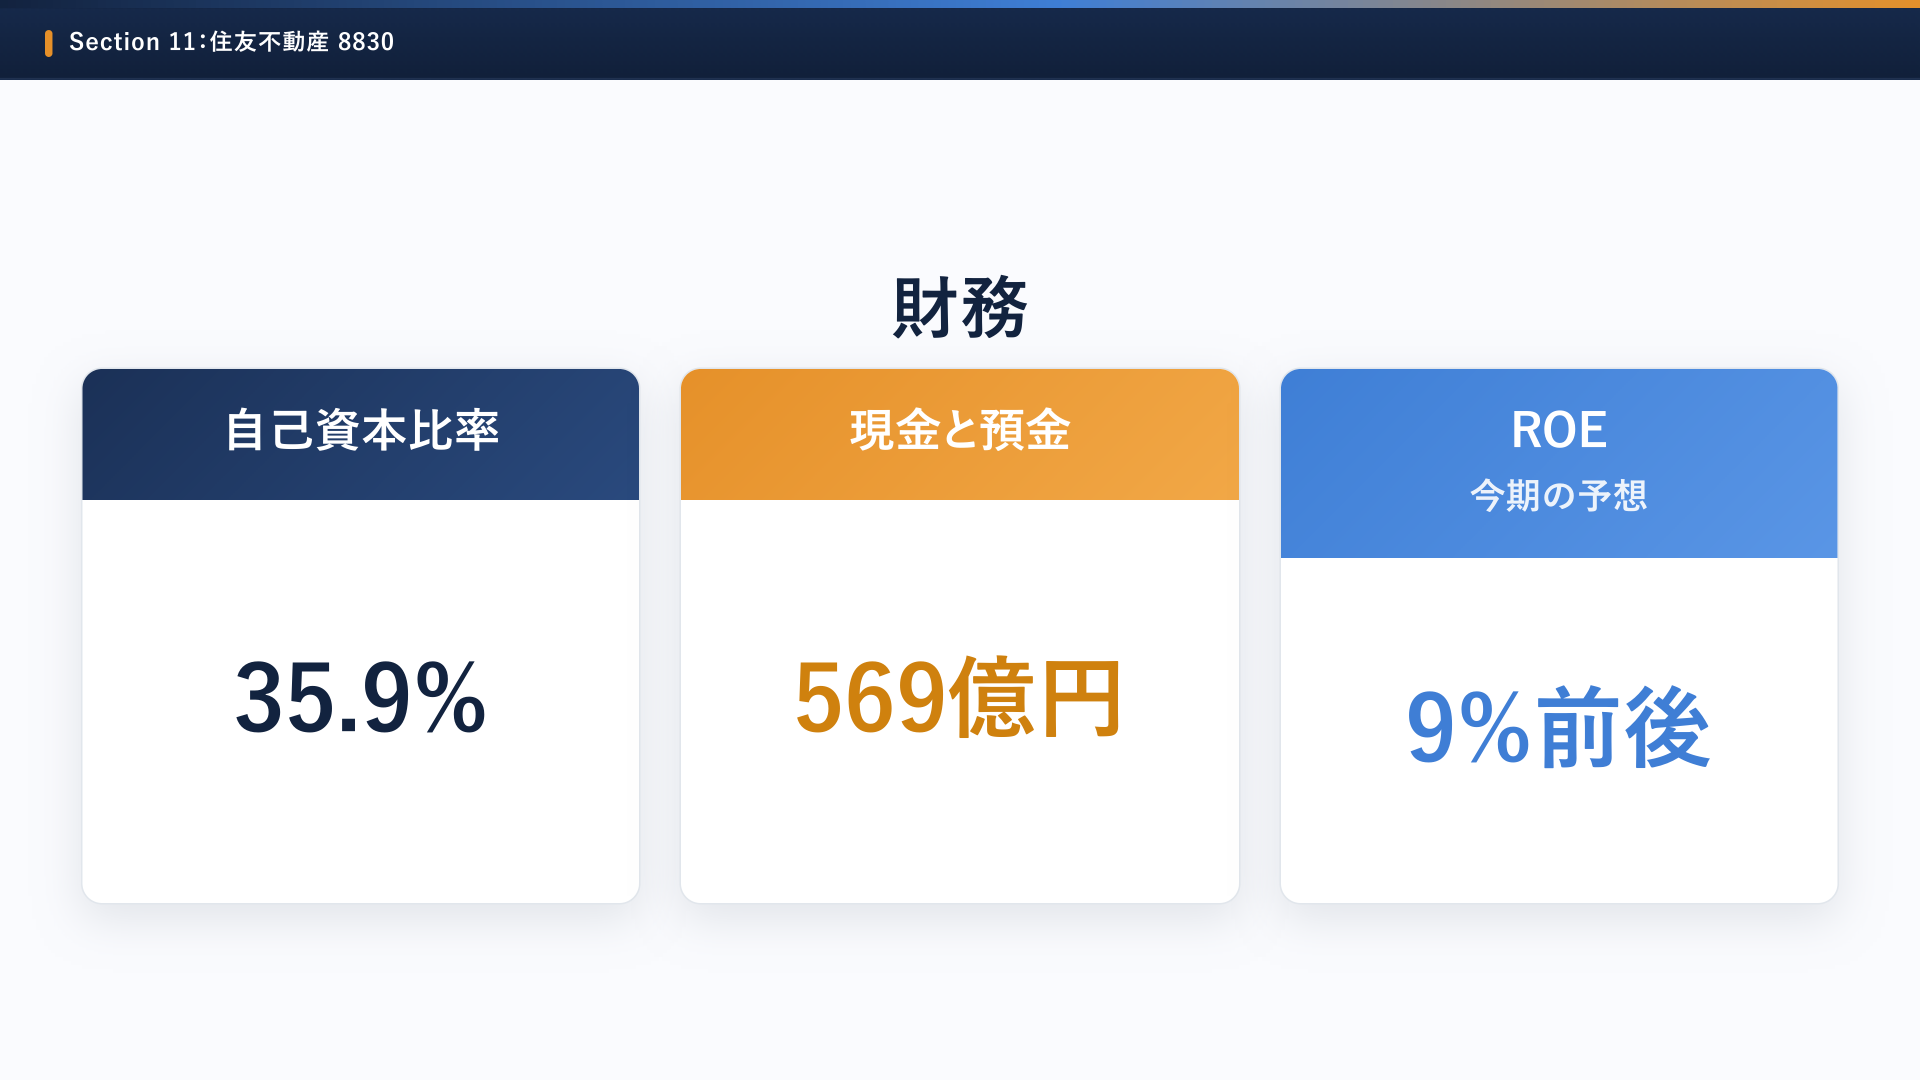 Section 11：住友不動産 8830
財務
自己資本比率
35.9%
現金と預金
569億円
ROE
今期の予想
9%前後